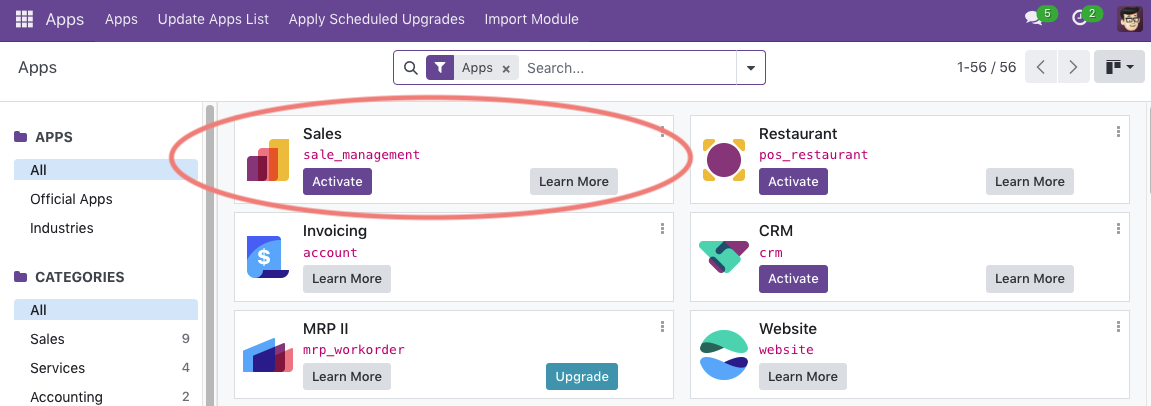 Apps Apps Update Apps List Apply Scheduled Upgrades Import Module 5 2
Apps Apps x Search... 1-56 / 56
APPS
All
Official Apps
Industries
CATEGORIES
All
Sales 9
Services 4
Accounting 2
Sales
sale_management
Activate Learn More
Restaurant
pos_restaurant
Activate Learn More
Invoicing
account
$
Learn More
CRM
crm
Activate Learn More
MRP II
mrp_workorder
Learn More Upgrade
Website
website
Learn More